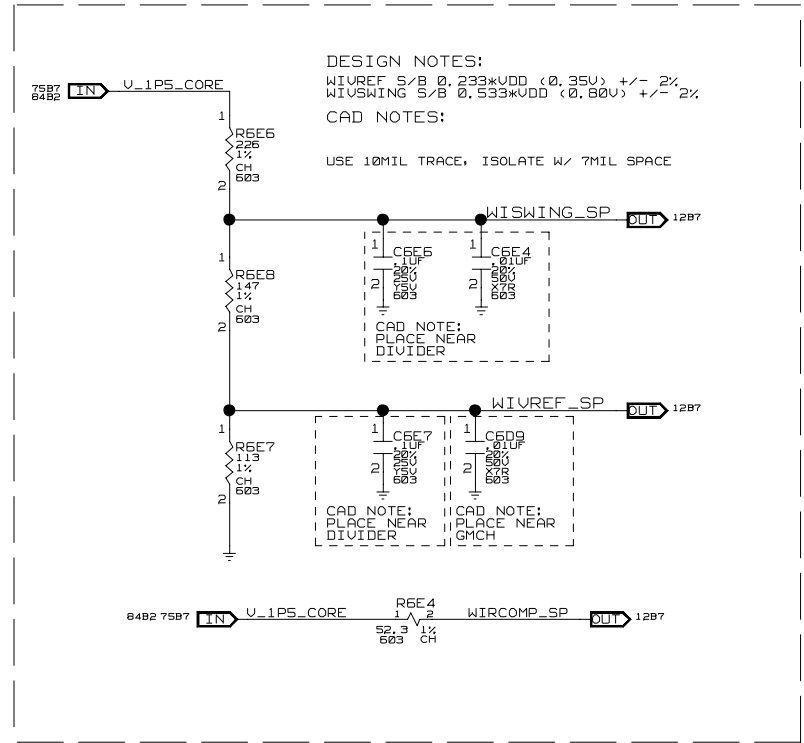 DESIGN NOTES:
WIVREF S/B 0.233*VDD (0.35V) +/- 2%
WIVSWING S/B 0.533*VDD (0.80V) +/- 2%
CAD NOTES:
USE 10MIL TRACE, ISOLATE W/ 7MIL SPACE
75B7
84B2
IN
V_1P5_CORE
1
R6E6
226
1%
CH
603
2
WISWING_SP
OUT
12B7
1
R6E8
147
1%
CH
603
2
1
C6E6
.1UF
20%
25V
Y5V
603
2
1
C6E4
.01UF
20%
50V
X7R
603
2
CAD NOTE:
PLACE NEAR
DIVIDER
WIVREF_SP
OUT
12B7
1
R6E7
113
1%
CH
603
2
1
C6E7
.1UF
20%
25V
Y5V
603
2
CAD NOTE:
PLACE NEAR
DIVIDER
1
C6D9
.01UF
20%
50V
X7R
603
2
CAD NOTE:
PLACE NEAR
GMCH
84B2 75B7
IN
V_1P5_CORE
R6E4
1 2
52.3 1%
603 CH
WIRCOMP_SP
OUT
12B7